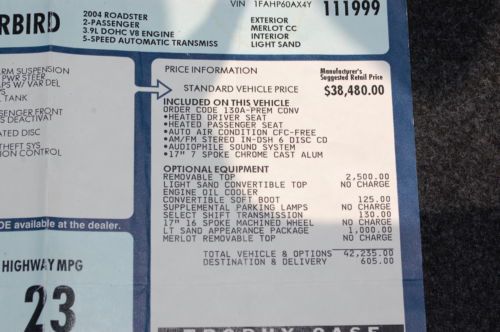 VIN 1FAHP60AX4Y 111999
RBIRD
2004 ROADSTER
2-PASSENGER
3.9L DOHC V8 ENGINE
5-SPEED AUTOMATIC TRANSMISS
EXTERIOR
MERLOT CC
INTERIOR
LIGHT SAND
RM SUSPENSION
PWR STEER
PS W/ VAR DEL
PS
TANK
SENGER FRONT
S DEACTIVAT
ATED DISC
HEFT SYS
ION CONTROL
DE available at the dealer.
HIGHWAY MPG
23
PRICE INFORMATION
Manufacturer's
Suggested Retail Price
STANDARD VEHICLE PRICE $38,480.00
INCLUDED ON THIS VEHICLE
ORDER CODE 130A-PREM CONV
•HEATED DRIVER SEAT
•HEATED PASSENGER SEAT
•AUTO AIR CONDITION CFC-FREE
•AM/FM STEREO IN-DSH 6 DISC CD
•AUDIOPHILE SOUND SYSTEM
•17" 7 SPOKE CHROME CAST ALUM
OPTIONAL EQUIPMENT
REMOVABLE TOP 2,500.00
LIGHT SAND CONVERTIBLE TOP NO CHARGE
ENGINE OIL COOLER
CONVERTIBLE SOFT BOOT 125.00
SUPPLEMENTAL PARKING LAMPS NO CHARGE
SELECT SHIFT TRANSMISSION 130.00
17" 16 SPOKE MACHINED WHEEL NO CHARGE
LT SAND APPEARANCE PACKAGE 1,000.00
MERLOT REMOVABLE TOP NO CHARGE
TOTAL VEHICLE & OPTIONS 42,235.00
DESTINATION & DELIVERY 605.00